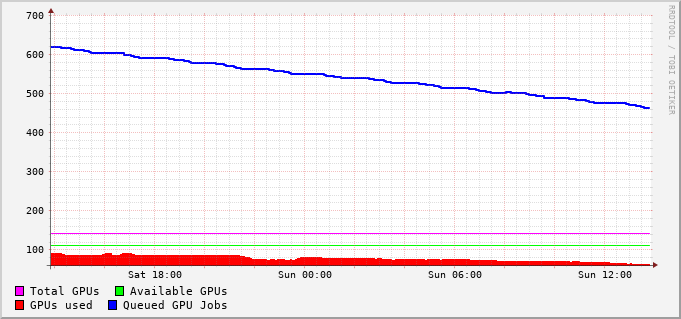 700
600
500
400
300
200
100
Sat 18:00 Sun 00:00 Sun 06:00 Sun 12:00
Total GPUs Available GPUs
GPUs used Queued GPU Jobs
RRDTOOL / TOBI OETIKER